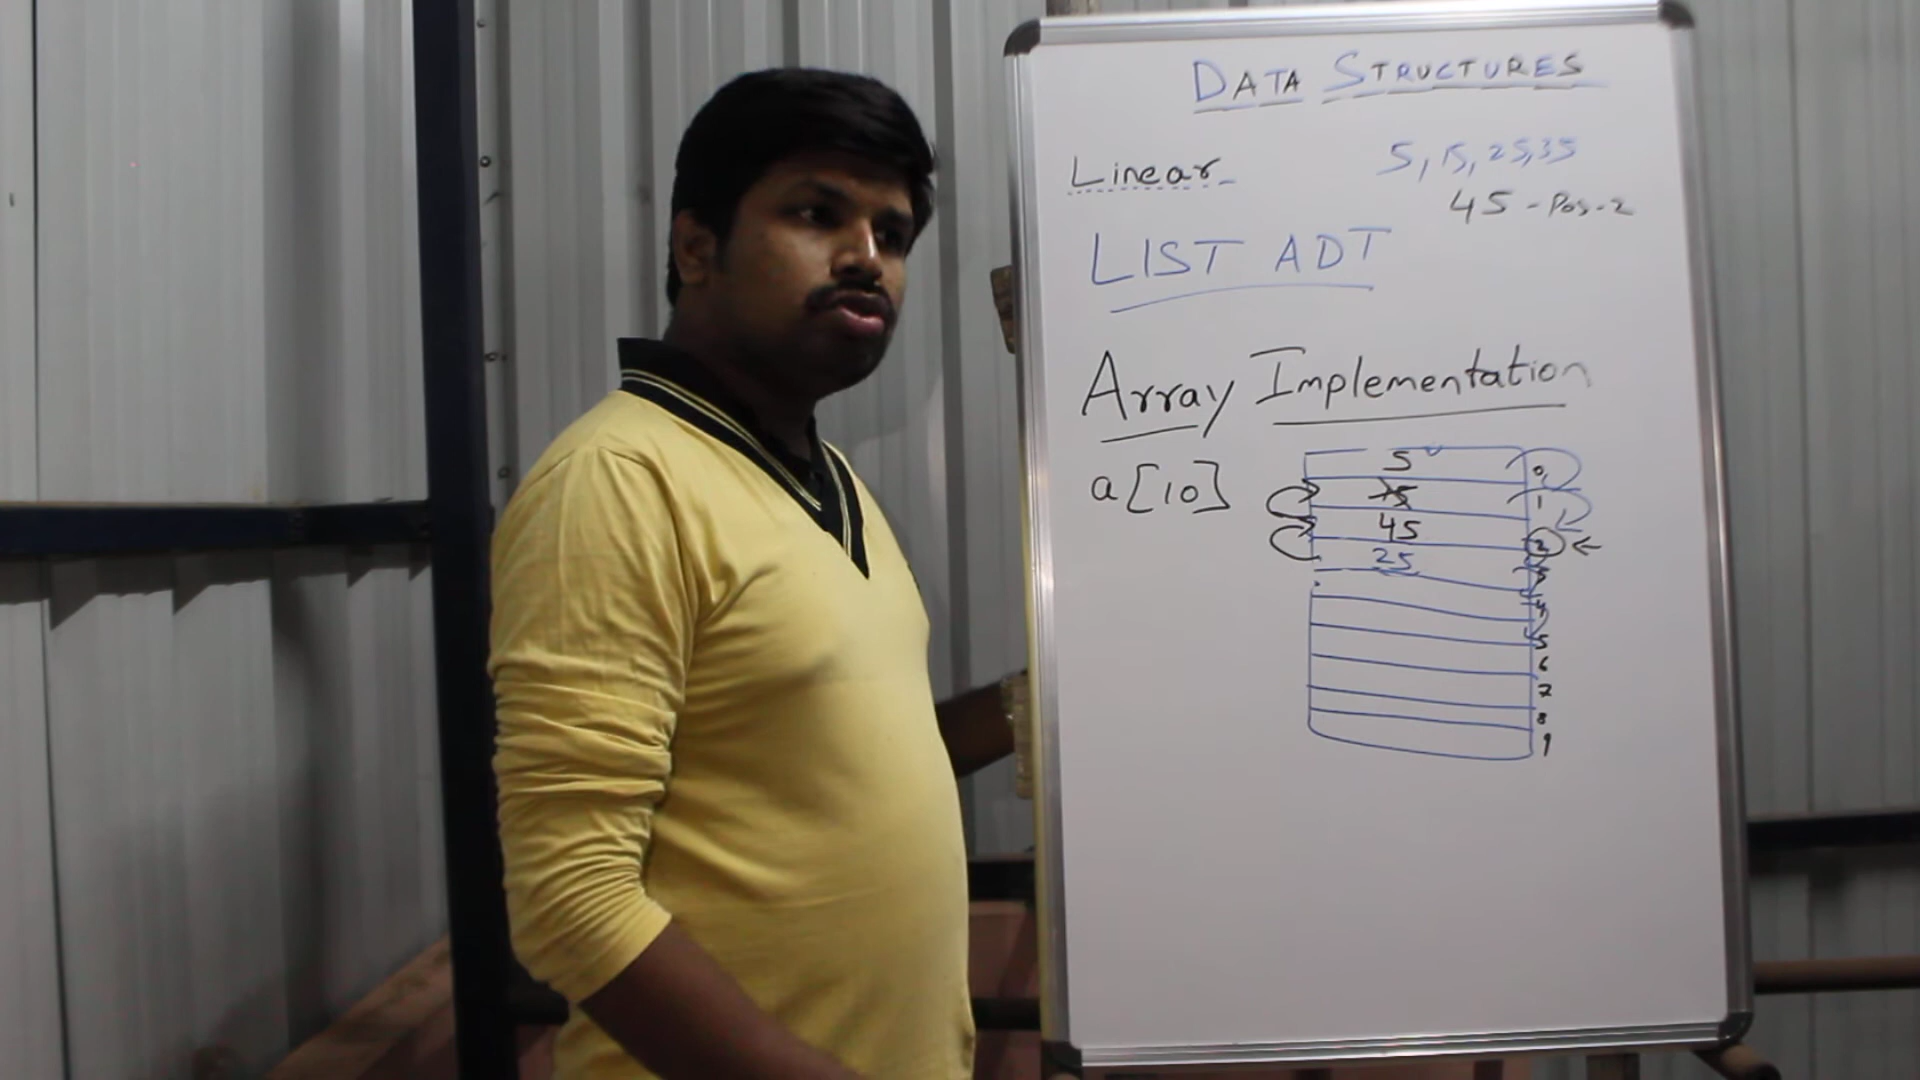 DATA STRUCTURES
Linear
5, 15, 25, 35
45 - Pos - 2
LIST ADT
Array Implementation
a[10]
5 0
15 1
45 2
25 3
4
5
6
7
8
9